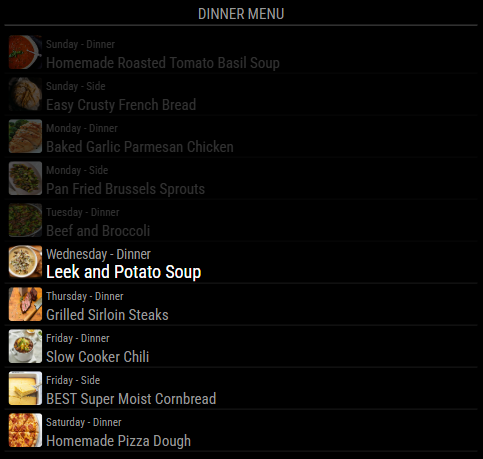 DINNER MENU
Sunday - Dinner
Homemade Roasted Tomato Basil Soup
Sunday - Side
Easy Crusty French Bread
Monday - Dinner
Baked Garlic Parmesan Chicken
Monday - Side
Pan Fried Brussels Sprouts
Tuesday - Dinner
Beef and Broccoli
Wednesday - Dinner
Leek and Potato Soup
Thursday - Dinner
Grilled Sirloin Steaks
Friday - Dinner
Slow Cooker Chili
Friday - Side
BEST Super Moist Cornbread
Saturday - Dinner
Homemade Pizza Dough